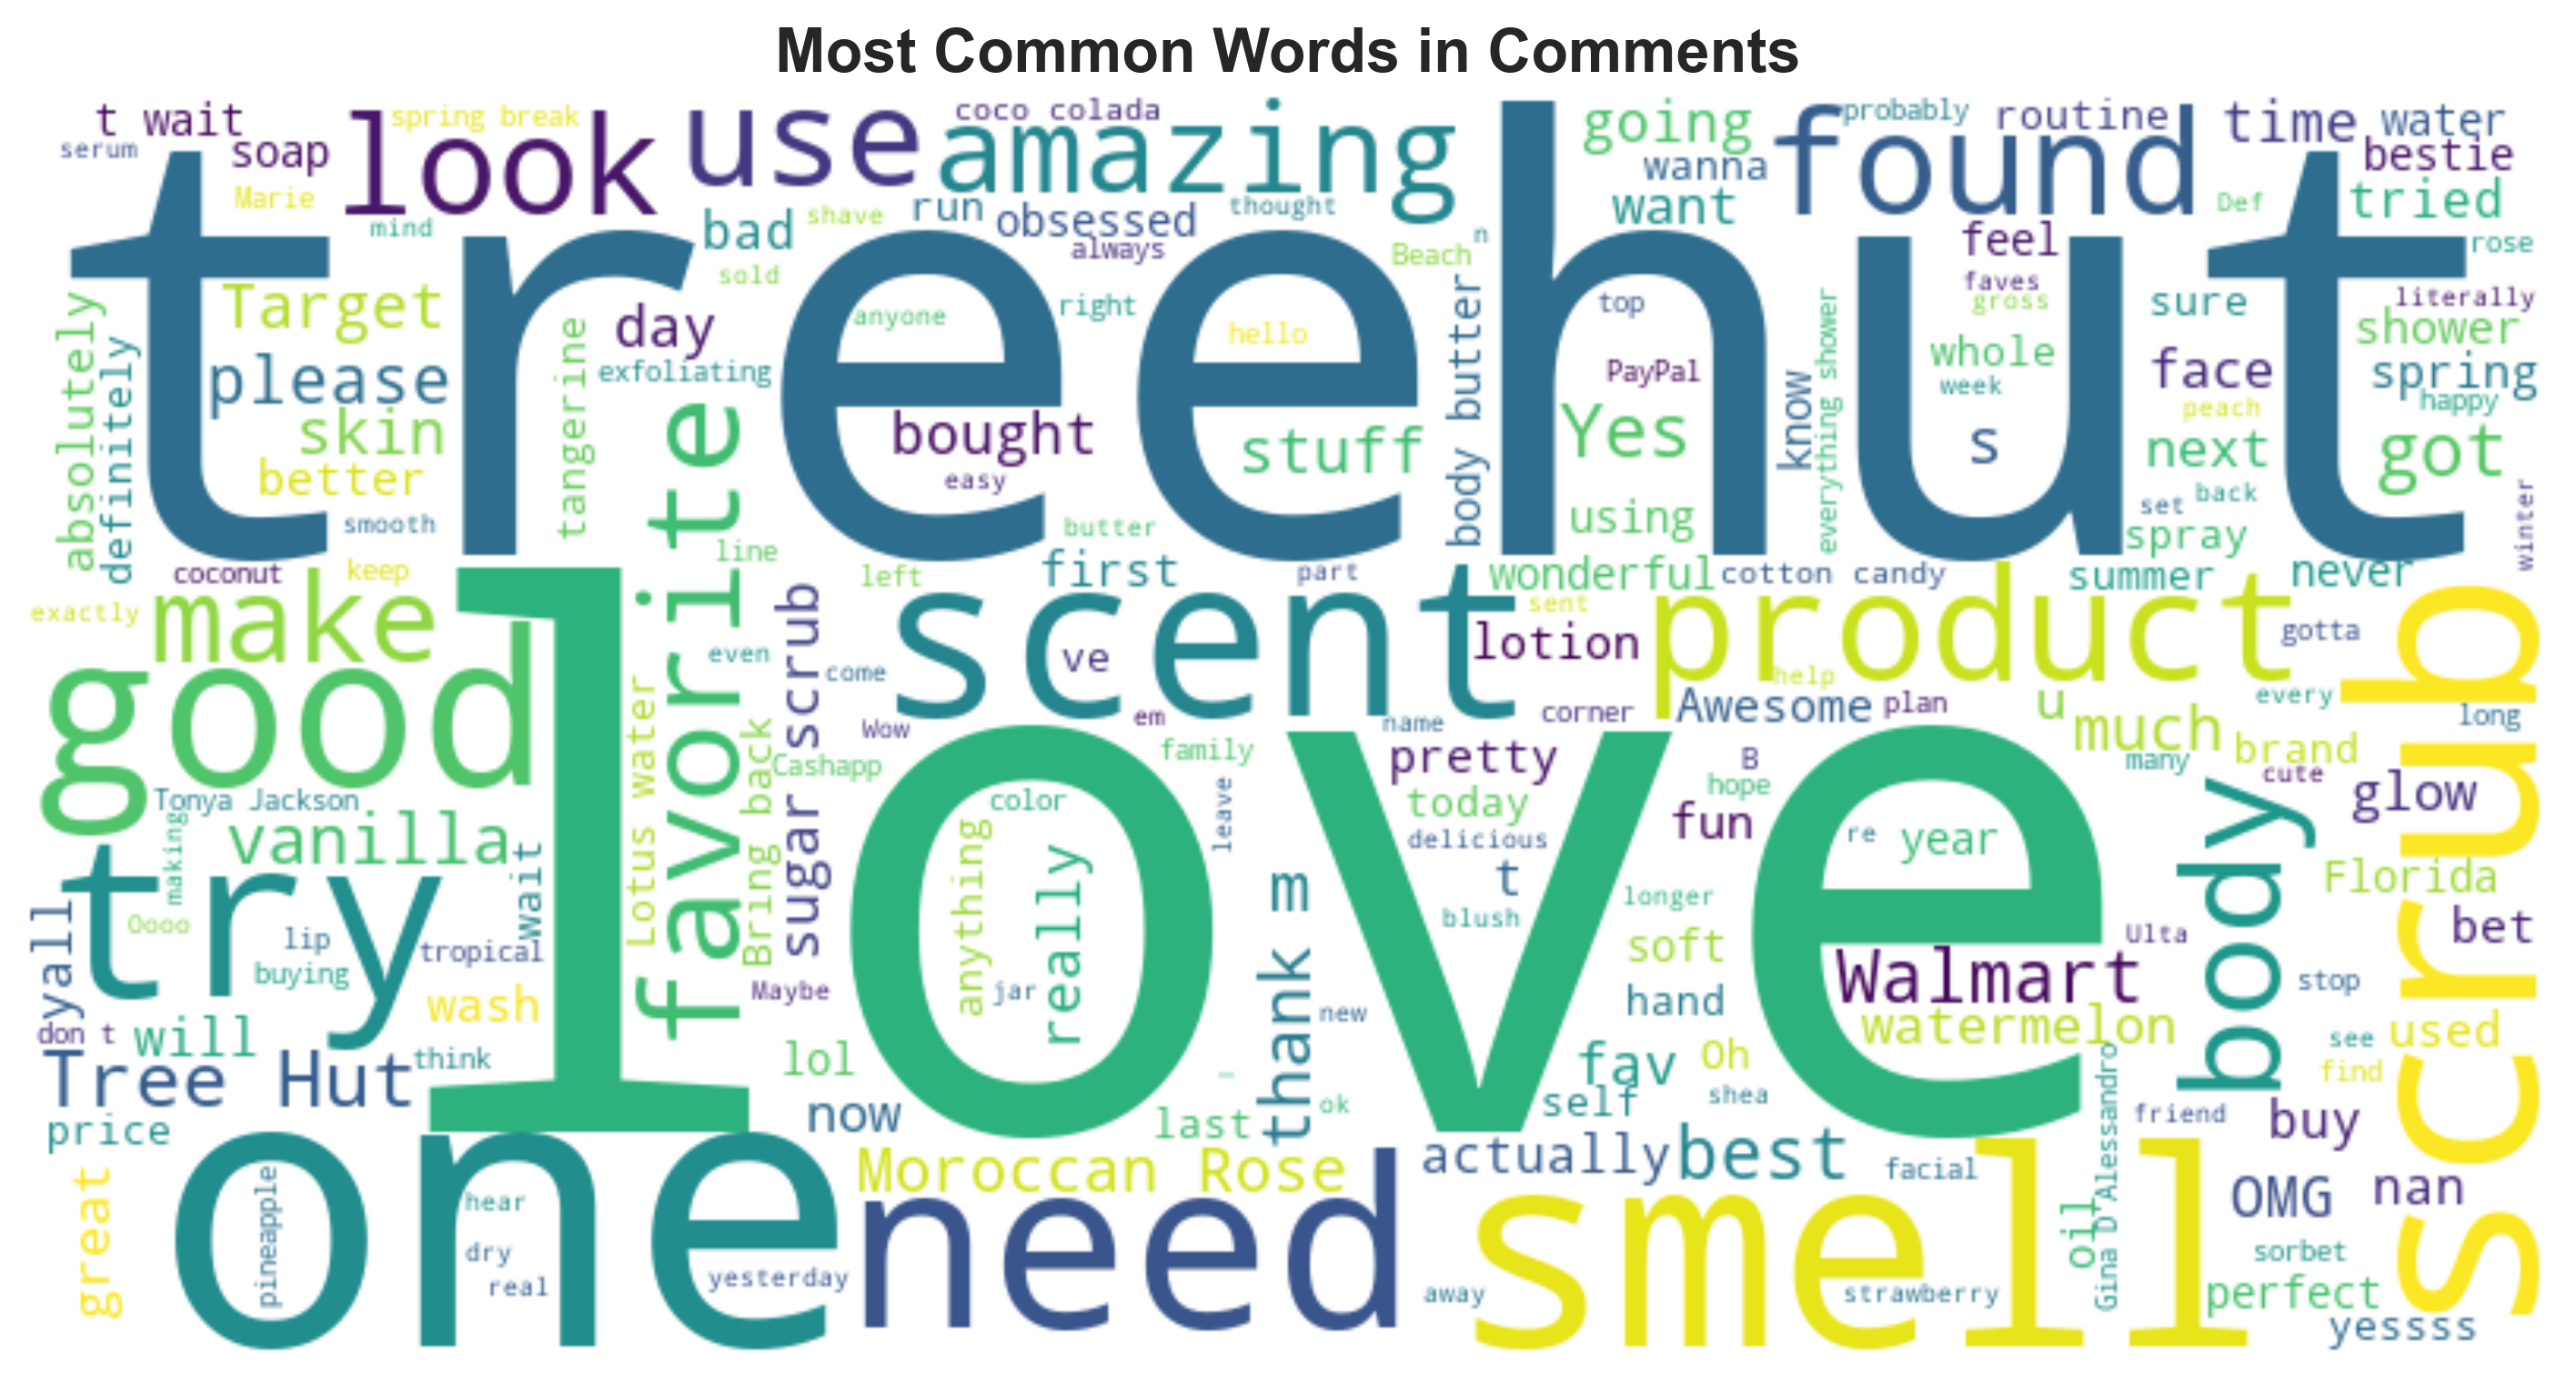 Most Common Words in Comments
t wait
serum
soap
Marie
spring break
look
mind
use
bad
shave
sold
coco colada
amazing
run
obsessed
always
thought
right
Beach
n
going
wanna
want
probably
found
routine
feel
faves
gross
time
water
bestie
Def
tried
rose
treehut
literally
Target
please
skin
better
smooth
absolutely
definitely
tangerine
day
exfoliating
anyone
hello
bought
easy
stuff
body butter
top
PayPal
Yes
using
know
everything shower
whole
week
s
sure
face
peach
next
set
back
spray
shower
spring
happy
got
winter
coconut
keep
exactly
make
line
favorite
left
butter
first
part
wonderful
cotton candy
summer
never
sent
scent
lotion
product
gotta
good
even
come
sugar scrub
ve
Wow
em
name
corner
help
Awesome
plan
u
much
every
long
brand
many
cute
scrub
love
Lotus water
Bring back
Cashapp
family
leave
pretty
today
delicious
t
blush
B
hope
fun
re
year
glow
Tonya Jackson
making
vanilla
wait
try
Oooo
lip
buying
tropical
yall
wash
color
anything
really
jar
Maybe
thank m
new
longer
soft
hand
Walmart
watermelon
Ulta
body
Florida
bet
stop
don t
will
Tree Hut
think
price
lol
now
last
ok
-
fav
Oh
self
shea
see
used
find
friend
buy
one
great
pineapple
hear
dry
real
yesterday
Moroccan Rose
need
actually
best
facial
away
smell
strawberry
oil
Gina D Alessandro
OMG
nan
sorbet
perfect
yessss